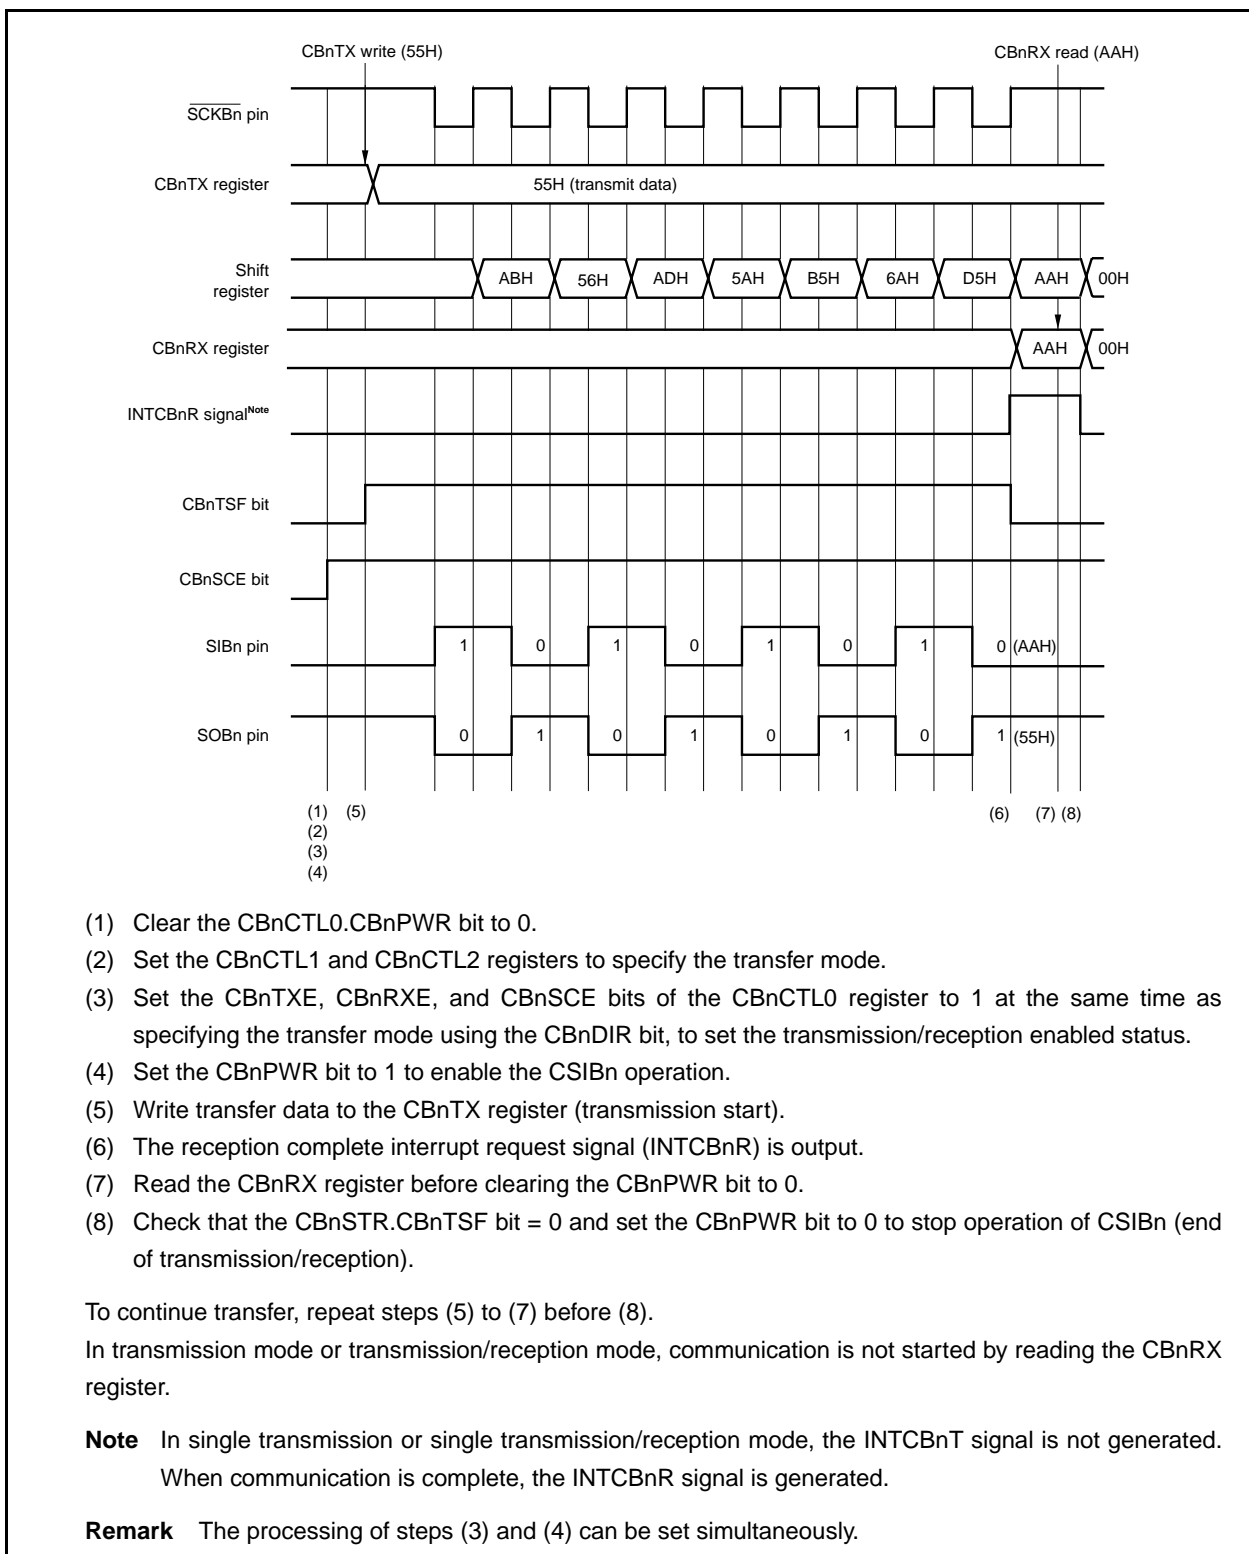 CBnTX write (55H)
CBnRX read (AAH)
SCKBn pin
CBnTX register
55H (transmit data)
Shift
register
ABH 56H ADH 5AH B5H 6AH D5H AAH 00H
CBnRX register
AAH 00H
INTCBnR signalNote
CBnTSF bit
CBnSCE bit
SIBn pin
1 0 1 0 1 0 1 0 (AAH)
SOBn pin
0 1 0 1 0 1 0 1 (55H)
(1) (5) (6) (7) (8)
(2)
(3)
(4)
(1) Clear the CBnCTL0.CBnPWR bit to 0.
(2) Set the CBnCTL1 and CBnCTL2 registers to specify the transfer mode.
(3) Set the CBnTXE, CBnRXE, and CBnSCE bits of the CBnCTL0 register to 1 at the same time as
specifying the transfer mode using the CBnDIR bit, to set the transmission/reception enabled status.
(4) Set the CBnPWR bit to 1 to enable the CSIBn operation.
(5) Write transfer data to the CBnTX register (transmission start).
(6) The reception complete interrupt request signal (INTCBnR) is output.
(7) Read the CBnRX register before clearing the CBnPWR bit to 0.
(8) Check that the CBnSTR.CBnTSF bit = 0 and set the CBnPWR bit to 0 to stop operation of CSIBn (end
of transmission/reception).
To continue transfer, repeat steps (5) to (7) before (8).
In transmission mode or transmission/reception mode, communication is not started by reading the CBnRX
register.
Note In single transmission or single transmission/reception mode, the INTCBnT signal is not generated.
When communication is complete, the INTCBnR signal is generated.
Remark The processing of steps (3) and (4) can be set simultaneously.